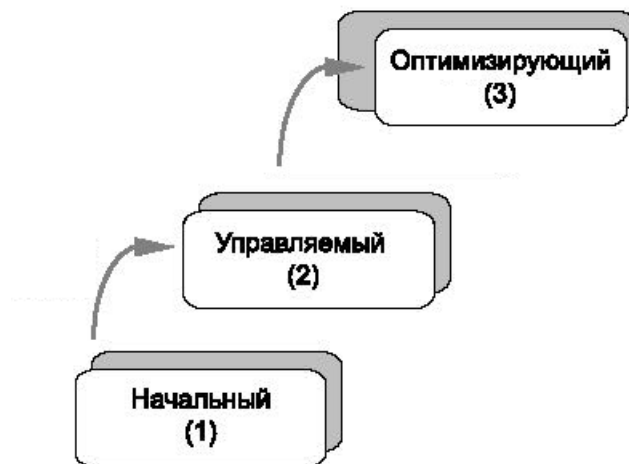 Оптимизирующий
(3)
Управляемый
(2)
Начальный
(1)